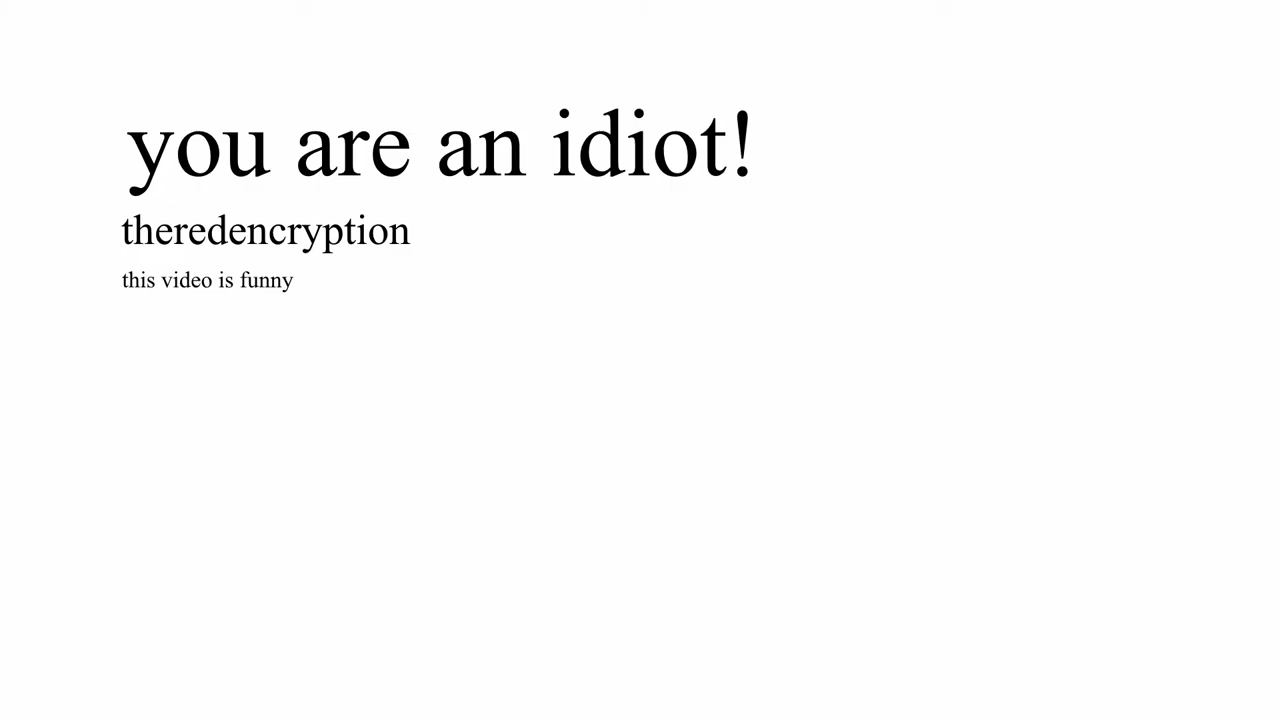 you are an idiot!
theredencryption
this video is funny